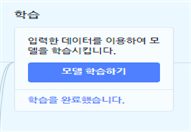 학습
입력한 데이터를 이용하여 모
델을 학습시킵니다.
모델 학습하기
학습을 완료했습니다.